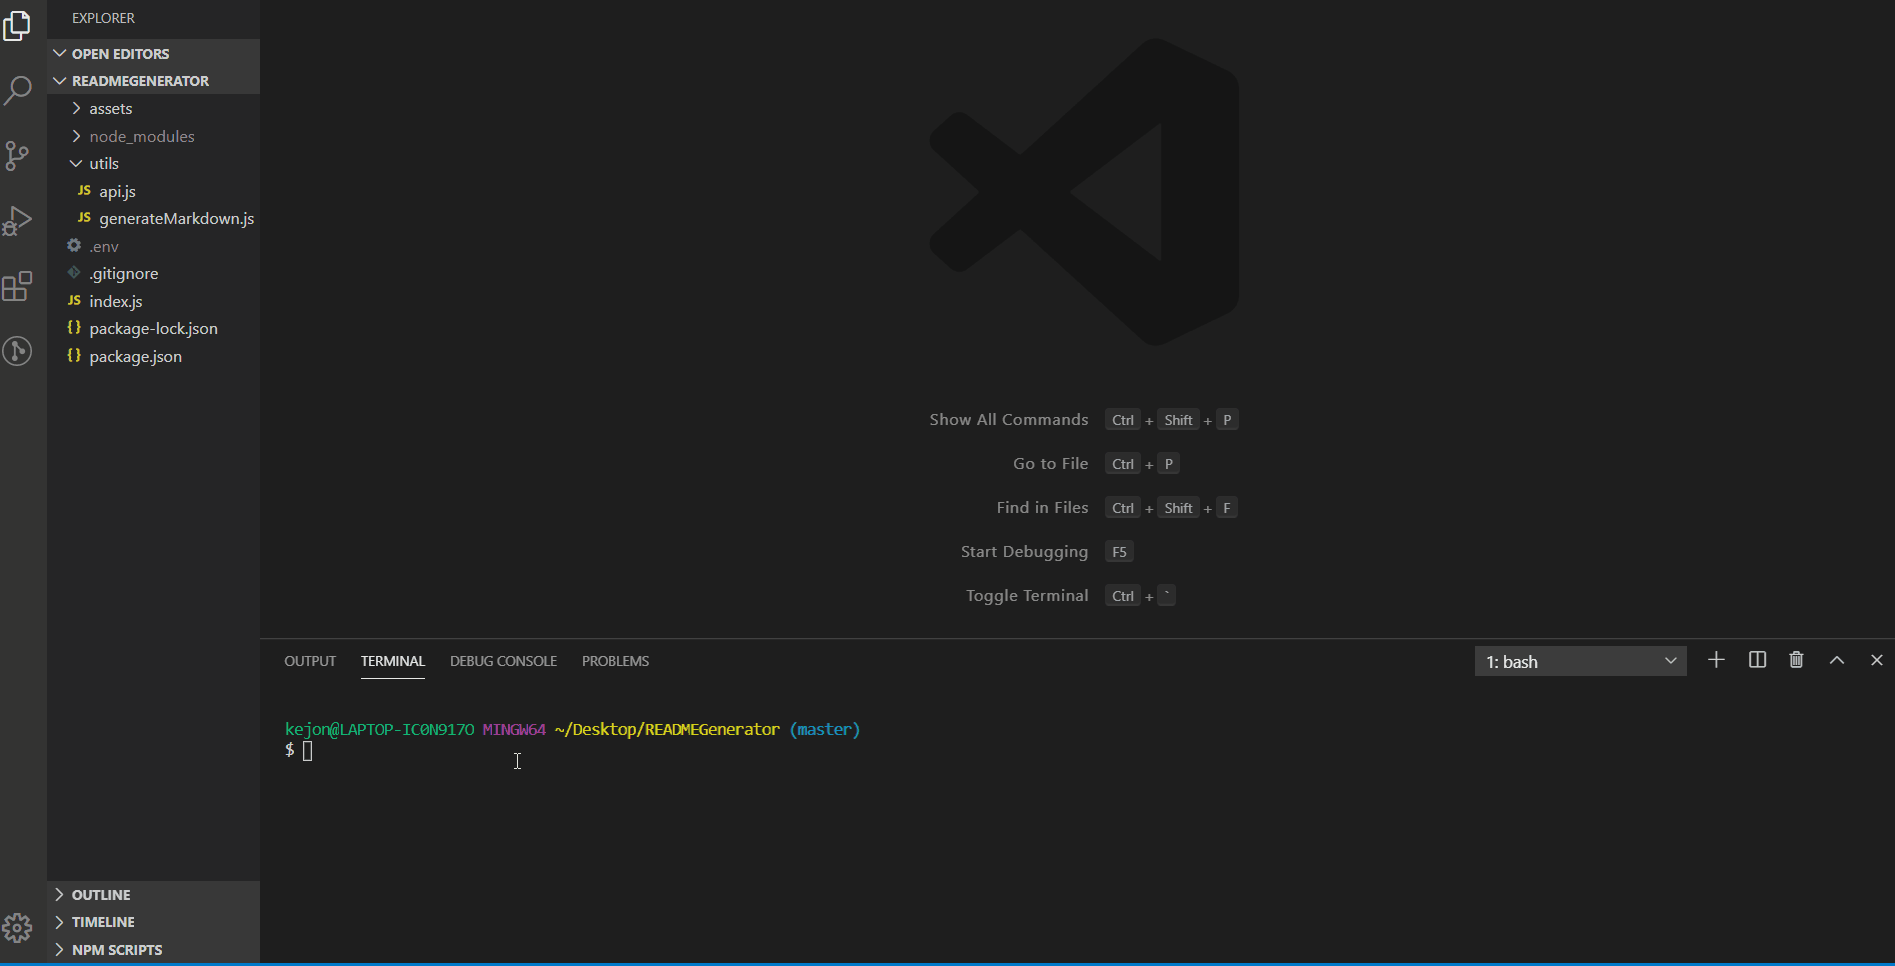 EXPLORER
OPEN EDITORS
READMEGENERATOR
assets
node_modules
utils
JS api.js
JS generateMarkdown.js
.env
.gitignore
JS index.js
{} package-lock.json
{} package.json
OUTLINE
TIMELINE
NPM SCRIPTS
Show All Commands Ctrl + Shift + P
Go to File Ctrl + P
Find in Files Ctrl + Shift + F
Start Debugging F5
Toggle Terminal Ctrl + `
OUTPUT TERMINAL DEBUG CONSOLE PROBLEMS 1: bash
kejon@LAPTOP-IC0N917O MINGW64 ~/Desktop/READMEGenerator (master)
$